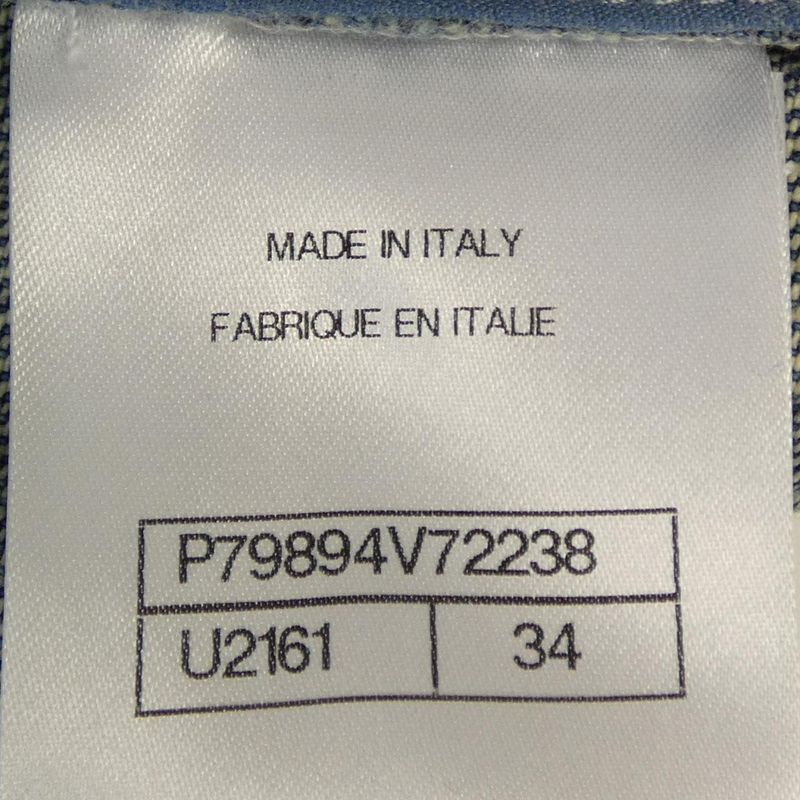 MADE IN ITALY
FABRIQUE EN ITALIE
P79894V72238
U2161 34